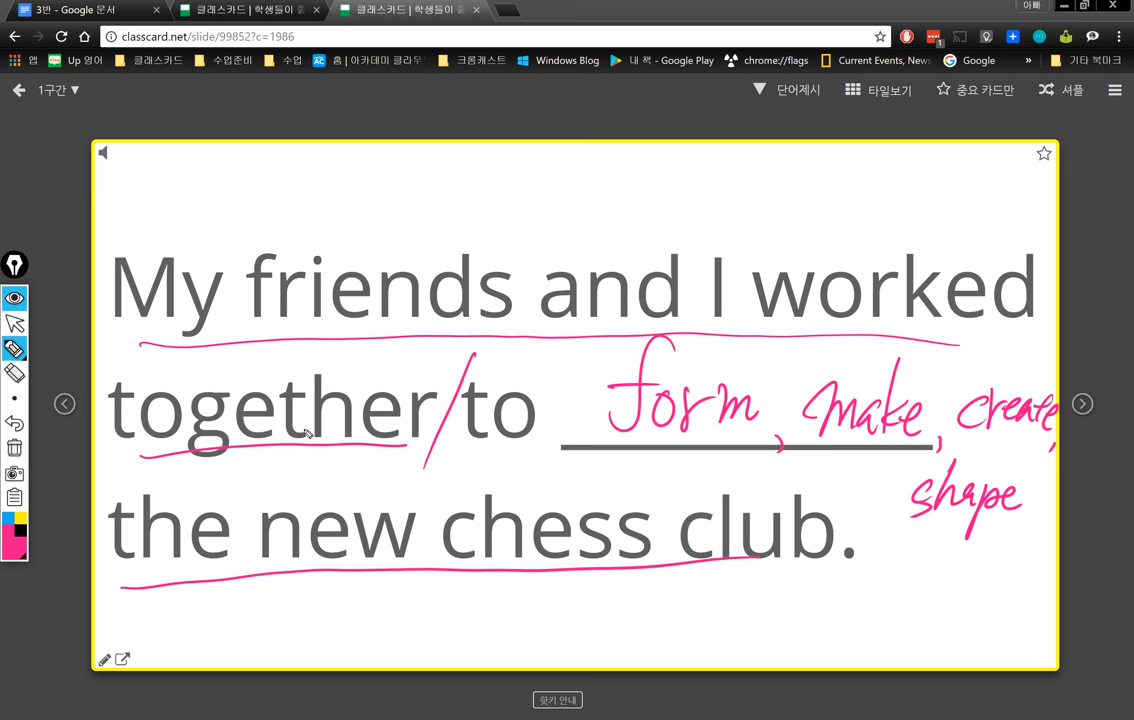 3반 - Google 문서
클래스카드 | 학생들이 좋
클래스카드 | 학생들이 좋
아빠
classcard.net/slide/99852?c=1986
앱 Up 영어 클래스카드 수업준비 수업 AC 홈 | 아카데미 클라우 크롬캐스트 Windows Blog 내 책 - Google Play chrome://flags Current Events, News Google » 기타 북마크
1구간 ▼ ▼ 단어제시 타일보기 중요 카드만 셔플
My friends and I worked
together / to form, make, create,
shape
the new chess club.
핫키 안내